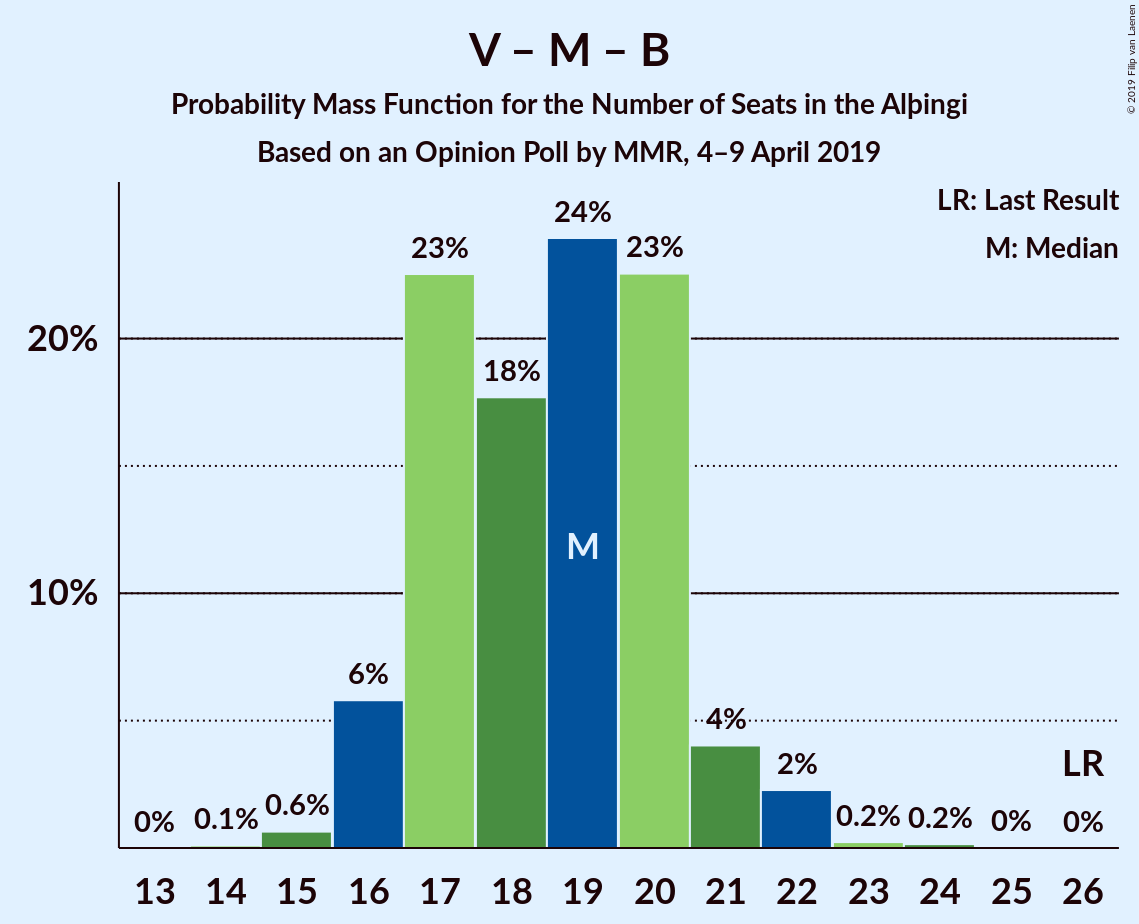 V – M – B
Probability Mass Function for the Number of Seats in the Alþingi
Based on an Opinion Poll by MMR, 4–9 April 2019
© 2019 Filip van Laenen
LR: Last Result
M: Median
20%
10%
0%
0.1%
0.6%
6%
23%
18%
24%
23%
4%
2%
0.2%
0.2%
0%
0%
M
LR
13 14 15 16 17 18 19 20 21 22 23 24 25 26